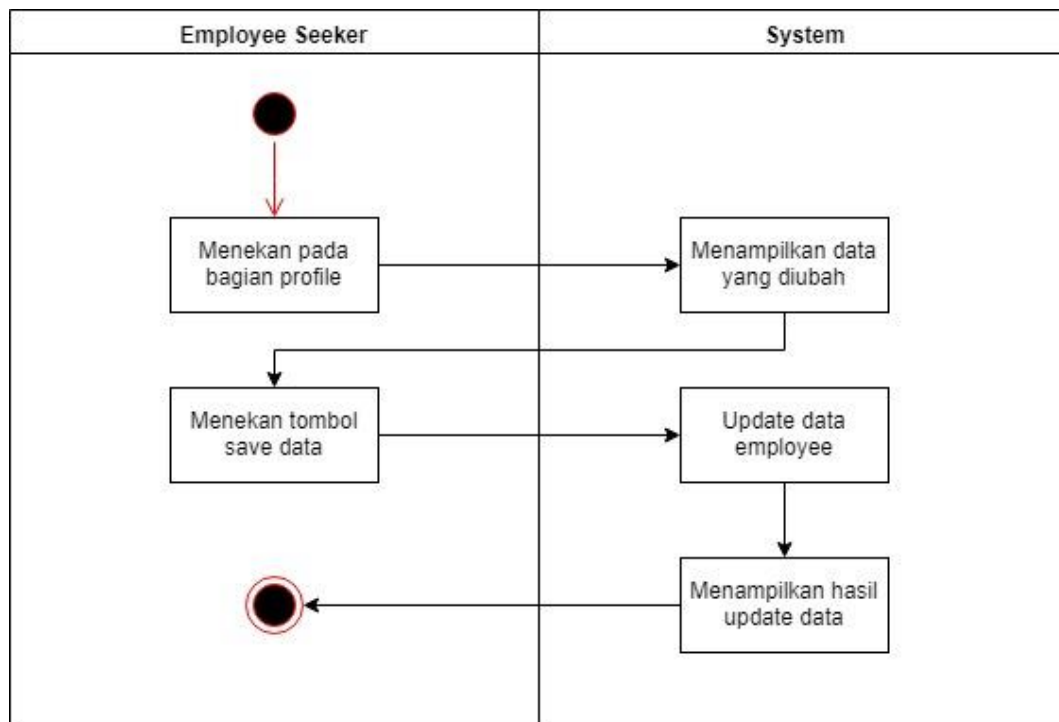 Employee Seeker
System
Menekan pada
bagian profile
Menampilkan data
yang diubah
Menekan tombol
save data
Update data
employee
Menampilkan hasil
update data